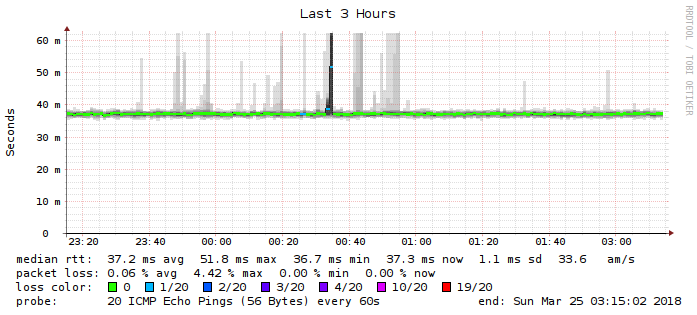 Last 3 Hours
RRDTOOL / TOBI OETIKER
Seconds
60 m
50 m
40 m
30 m
20 m
10 m
0
23:20 23:40 00:00 00:20 00:40 01:00 01:20 01:40 03:00
median rtt: 37.2 ms avg 51.8 ms max 36.7 ms min 37.3 ms now 1.1 ms sd 33.6 am/s
packet loss: 0.06 % avg 4.42 % max 0.00 % min 0.00 % now
loss color: 0 1/20 2/20 3/20 4/20 10/20 19/20
probe: 20 ICMP Echo Pings (56 Bytes) every 60s end: Sun Mar 25 03:15:02 2018